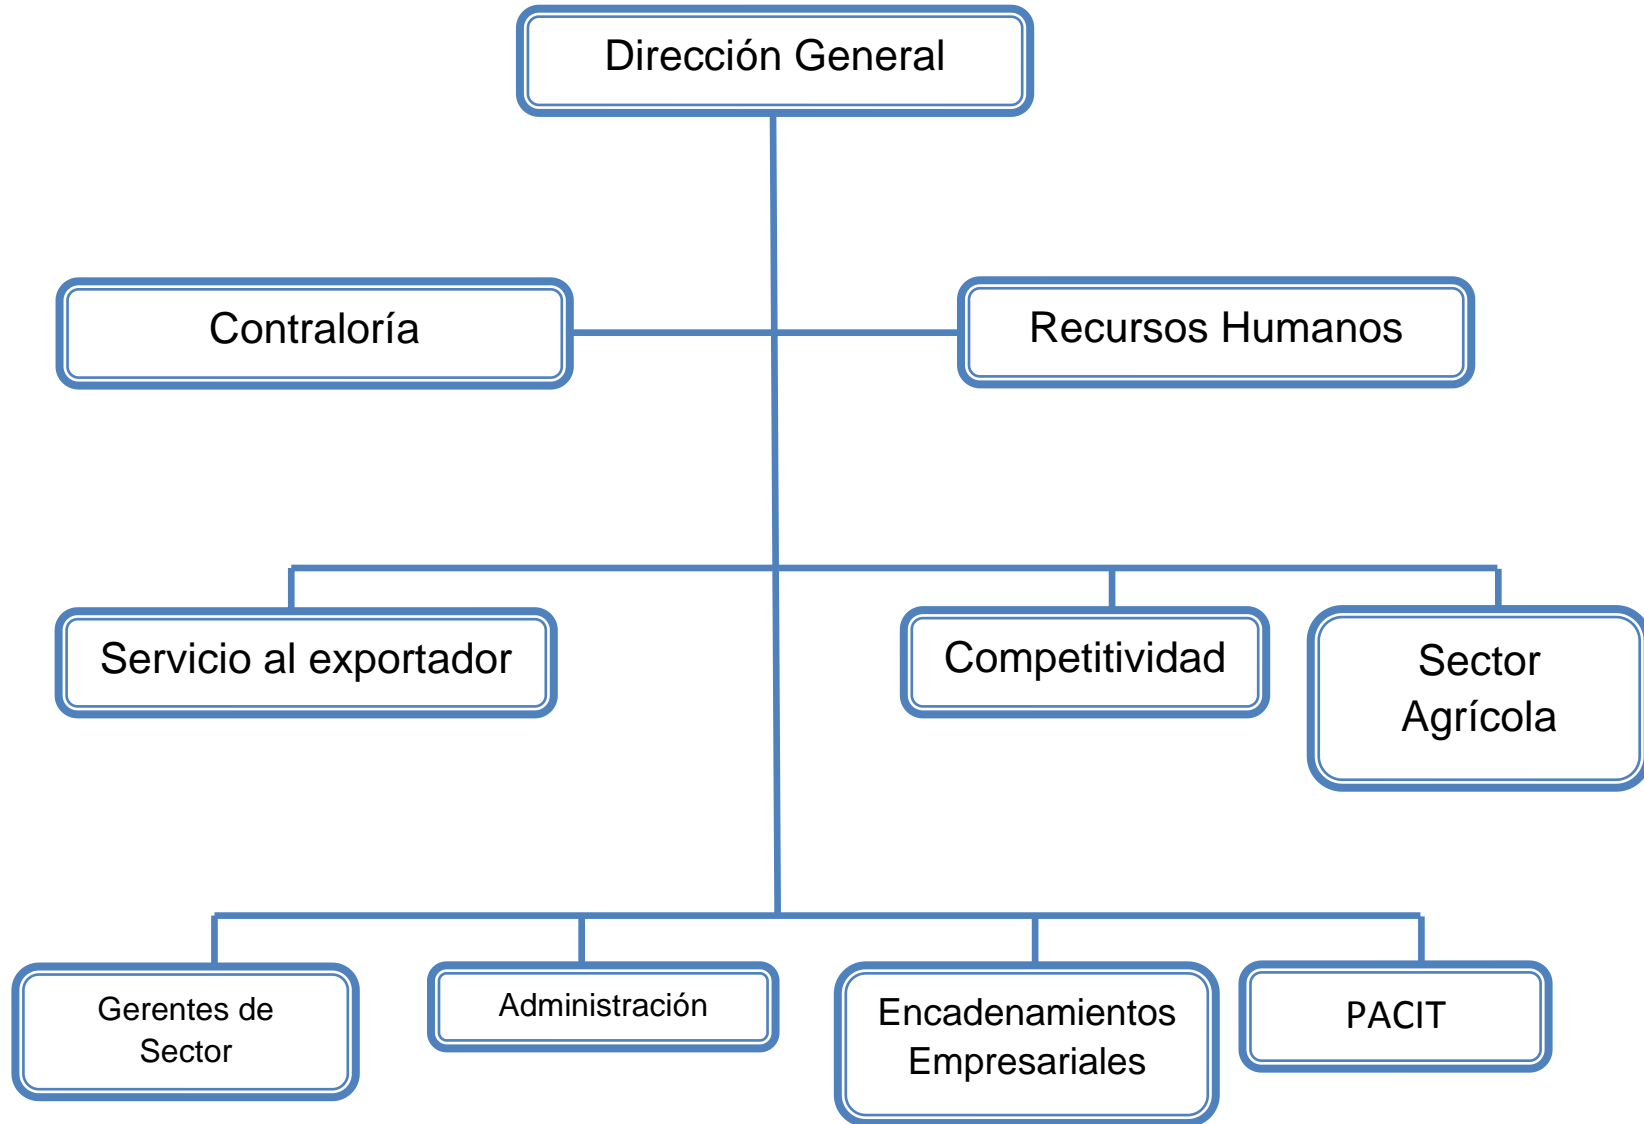 Dirección General
Contraloría
Recursos Humanos
Servicio al exportador
Competitividad
Sector
Agrícola
Gerentes de
Sector
Administración
Encadenamientos
Empresariales
PACIT